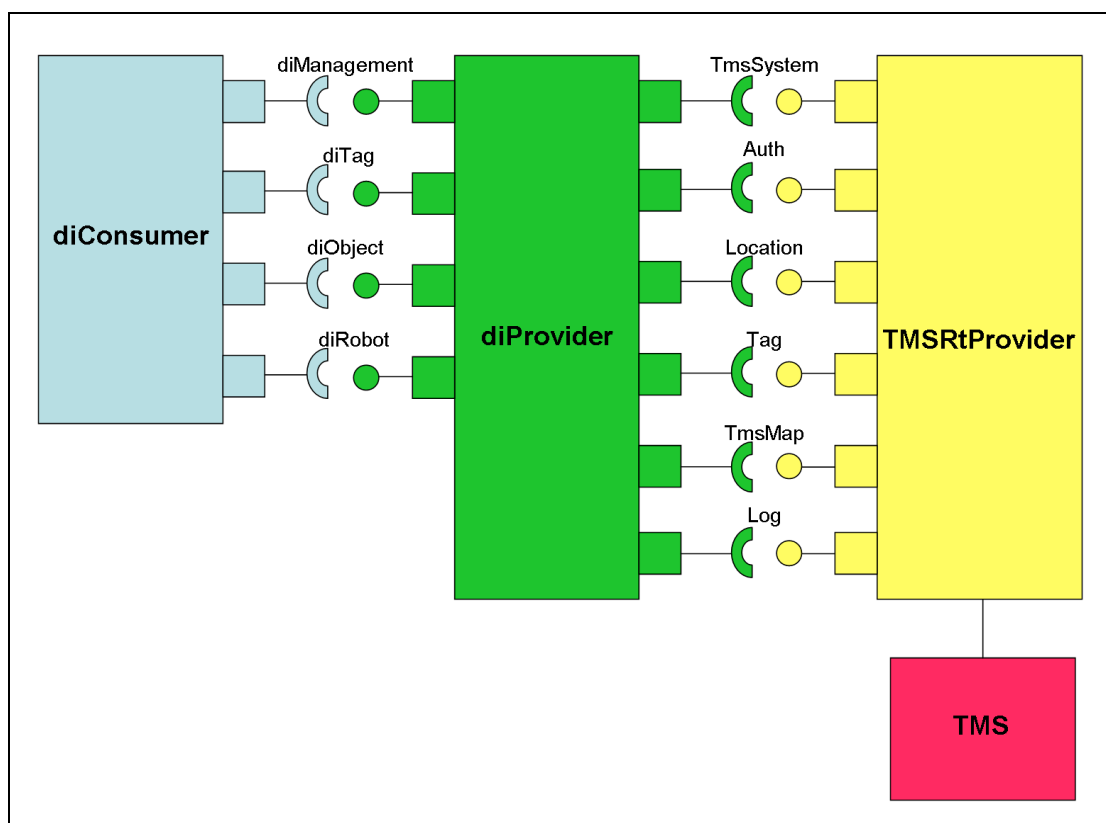 diManagement
TmsSystem
diTag
Auth
diConsumer
diObject
Location
diProvider
TMSRtProvider
diRobot
Tag
TmsMap
Log
TMS